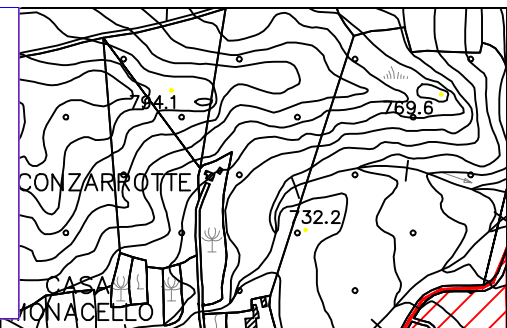 794.1
769.6
CONZARROTTE
732.2
CASA
MONACELLO